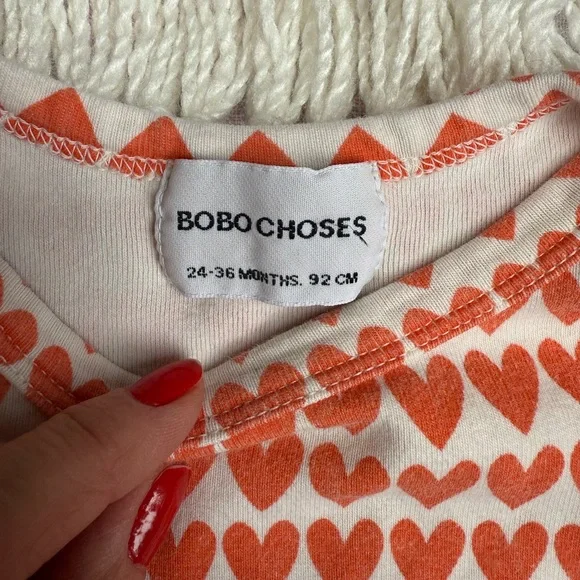 BOBO CHOSES
24-36 MONTHS. 92 CM